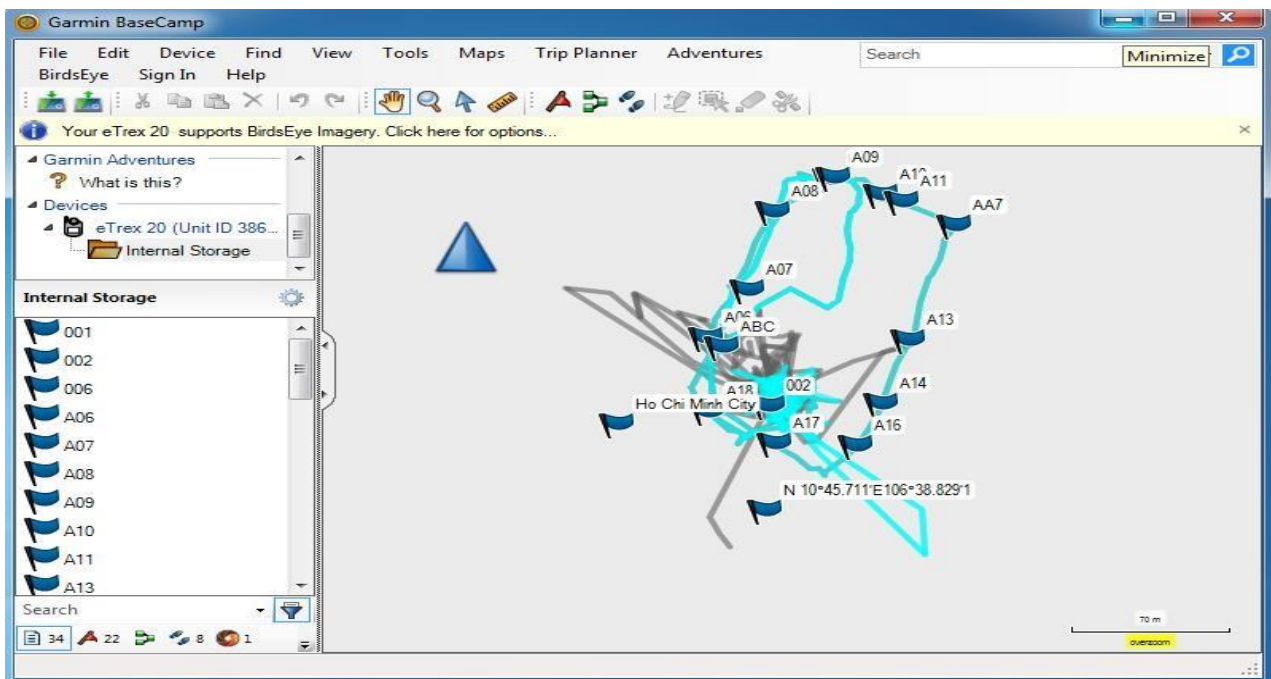 Garmin BaseCamp
File Edit Device Find View Tools Maps Trip Planner Adventures
Search
Minimize
BirdsEye Sign In Help
Your eTrex 20 supports BirdsEye Imagery. Click here for options...
Garmin Adventures
? What is this?
Devices
eTrex 20 (Unit ID 386...
Internal Storage
Internal Storage
001
002
006
A06
A07
A08
A09
A10
A11
A13
Search
34 22 8 1
A09
A08
A11
AA7
A07
A13
ABC
A18
002
A14
Ho Chi Minh City
A17
A16
N 10°45.711'E106°38.829'1
70 m
overzoom